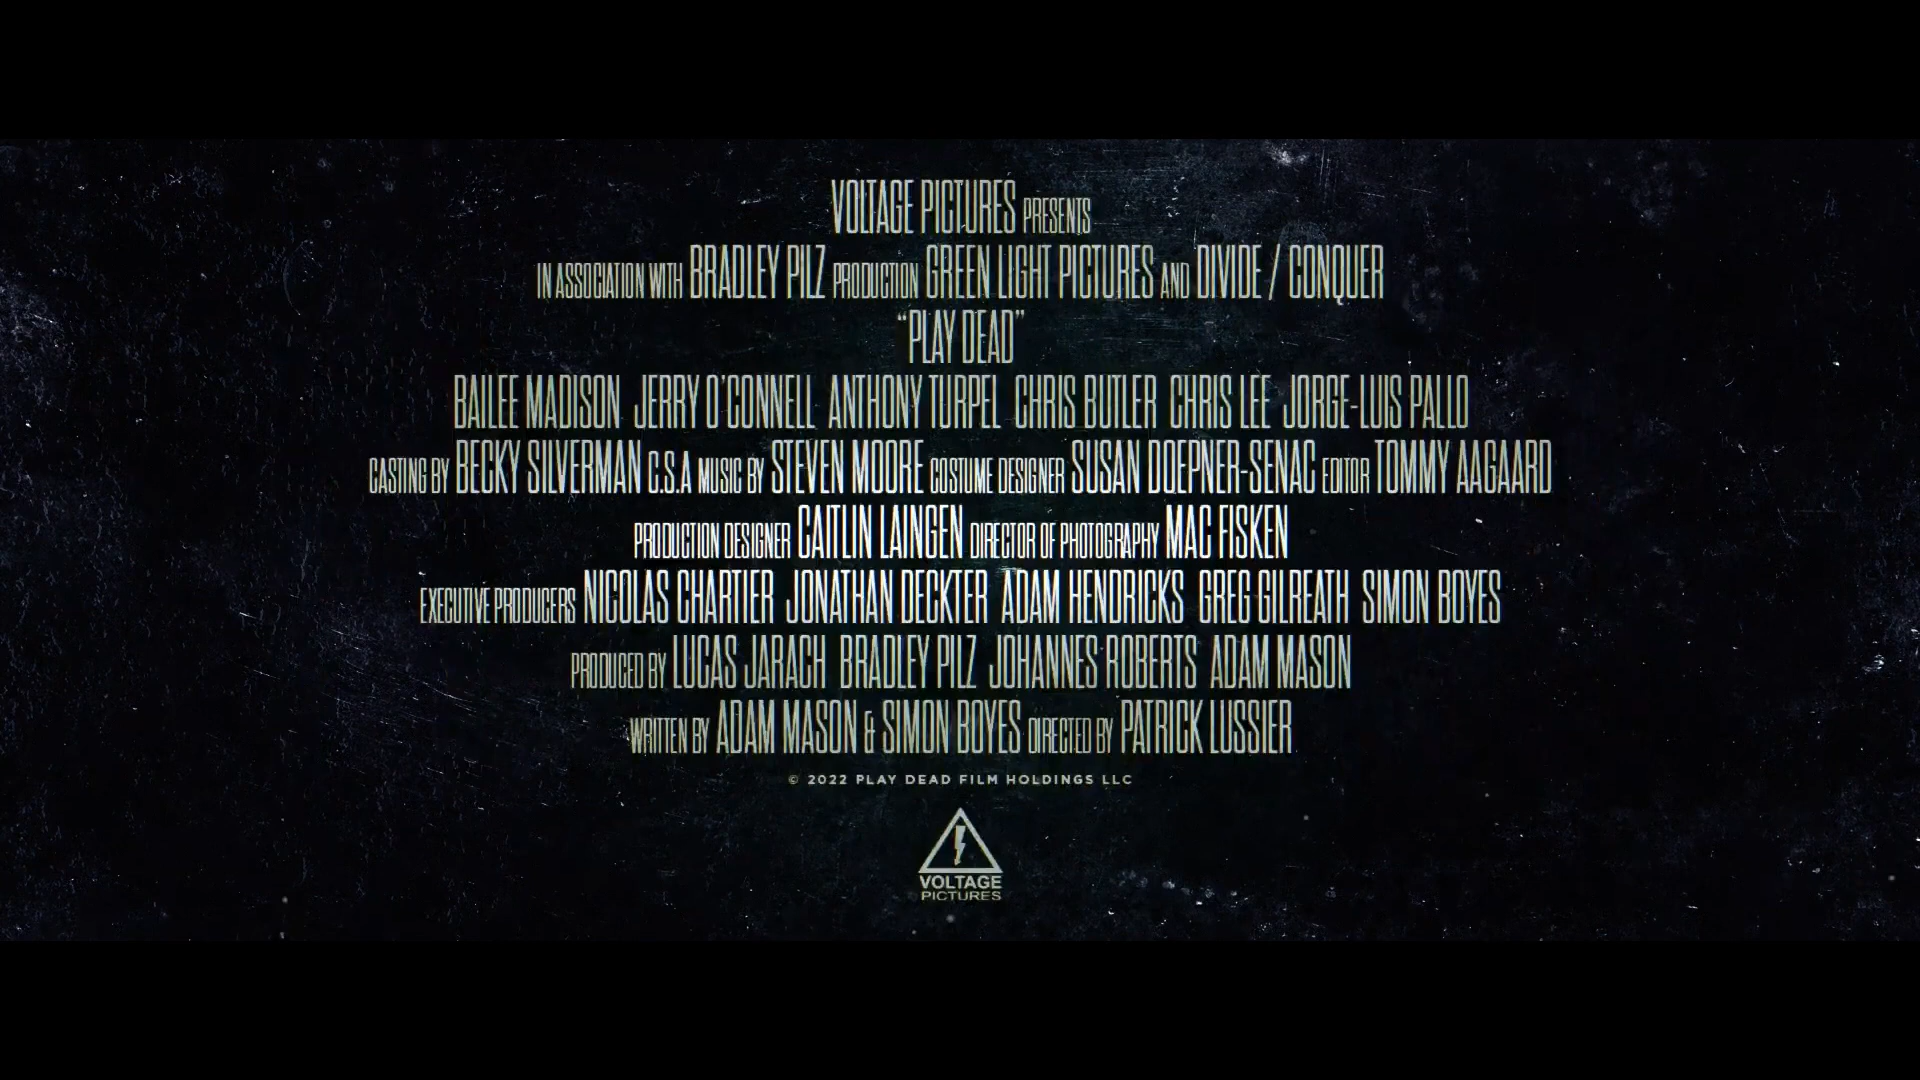 VOLTAGE PICTURES PRESENTS
IN ASSOCIATION WITH BRADLEY PILZ PRODUCTION GREEN LIGHT PICTURES AND DIVIDE / CONQUER
“PLAY DEAD”
BAILEE MADISON JERRY O'CONNELL ANTHONY TURPEL CHRIS BUTLER CHRIS LEE JORGE-LUIS PALLO
CASTING BY BECKY SILVERMAN C.S.A MUSIC BY STEVEN MOORE COSTUME DESIGNER SUSAN DOEPNER-SENAC EDITOR TOMMY AAGAARD
PRODUCTION DESIGNER CAITLIN LAINGEN DIRECTOR OF PHOTOGRAPHY MAC FISKEN
EXECUTIVE PRODUCERS NICOLAS CHARTIER JONATHAN DECKTER ADAM HENDRICKS GREG GILREATH SIMON BOYES
PRODUCED BY LUCAS JARACH BRADLEY PILZ JOHANNES ROBERTS ADAM MASON
WRITTEN BY ADAM MASON & SIMON BOYES DIRECTED BY PATRICK LUSSIER
© 2022 PLAY DEAD FILM HOLDINGS LLC
VOLTAGE
PICTURES